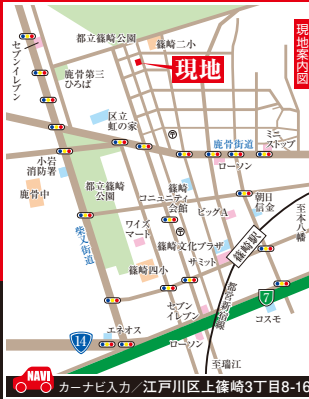 現地案内図
都立篠崎公園
篠崎二小
セブン
イレブン
現地
鹿骨第三
ひろば
区立
虹の家
鹿骨街道
ミニ
ストップ
ローソン
小岩
消防署
鹿骨中
都立篠崎
公園
篠崎
コミュニティ
会館
朝日
信金
ビッグA
至本八幡
ワイズ
マート
柴又街道
篠崎文化プラザ
サミット
篠崎駅
篠崎四小
都営新宿線
7
セブン
イレブン
コスモ
14
エネオス
ローソン
至瑞江
NAVI
カーナビ入力/江戸川区上篠崎3丁目8-16